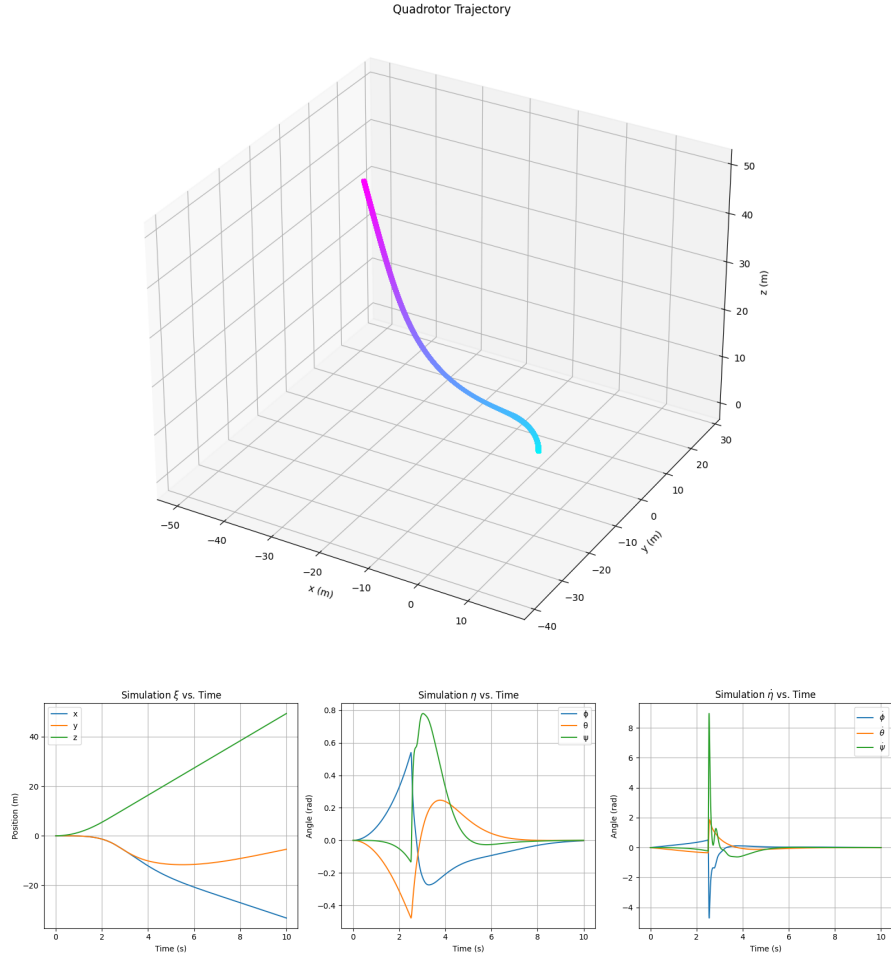 Quadrotor Trajectory
50
40
30
20
10
0
z (m)
30
20
10
0
−10
−20
−30
−40
y (m)
−50
−40
−30
−20
−10
0
10
x (m)
Simulation ξ vs. Time
x
y
z
40
20
0
−20
Position (m)
0 2 4 6 8 10
Time (s)
Simulation η vs. Time
ϕ
θ
ψ
0.8
0.6
0.4
0.2
0.0
−0.2
−0.4
Angle (rad)
0 2 4 6 8 10
Time (s)
Simulation η̇ vs. Time
ϕ̇
θ̇
ψ̇
8
6
4
2
0
−2
−4
Angle (rad)
0 2 4 6 8 10
Time (s)